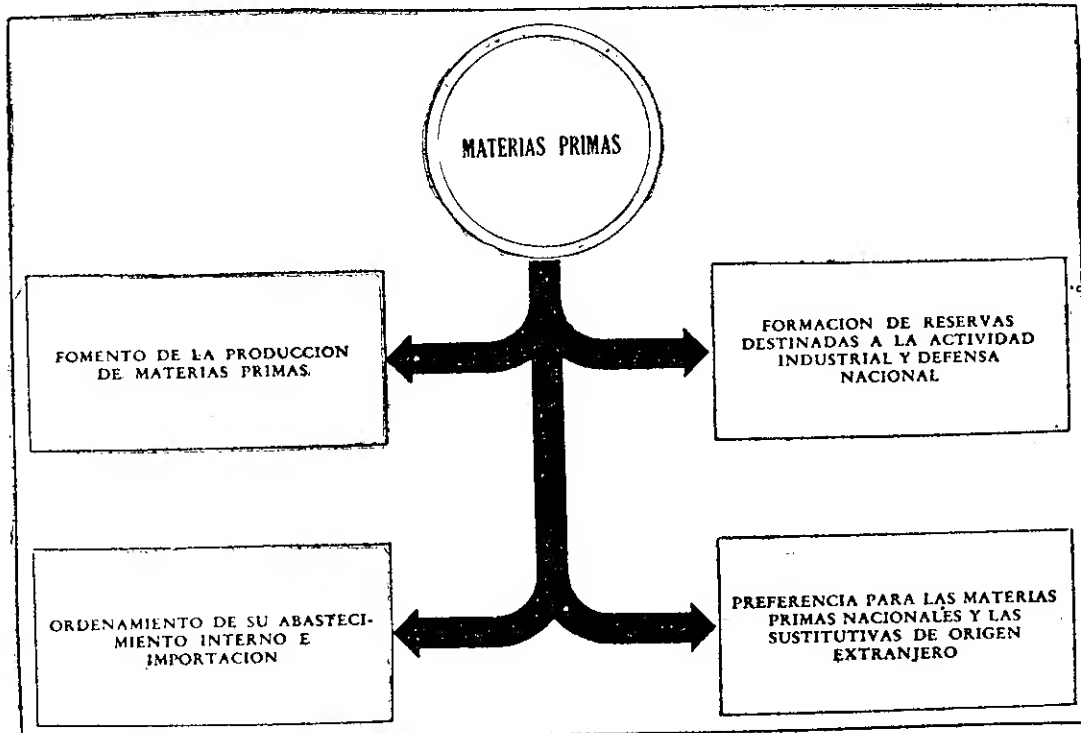 MATERIAS PRIMAS
FOMENTO DE LA PRODUCCION
DE MATERIAS PRIMAS.
FORMACION DE RESERVAS
DESTINADAS A LA ACTIVIDAD
INDUSTRIAL Y DEFENSA
NACIONAL
ORDENAMIENTO DE SU ABASTECI-
MIENTO INTERNO E
IMPORTACION
PREFERENCIA PARA LAS MATERIAS
PRIMAS NACIONALES Y LAS
SUSTITUTIVAS DE ORIGEN
EXTRANJERO